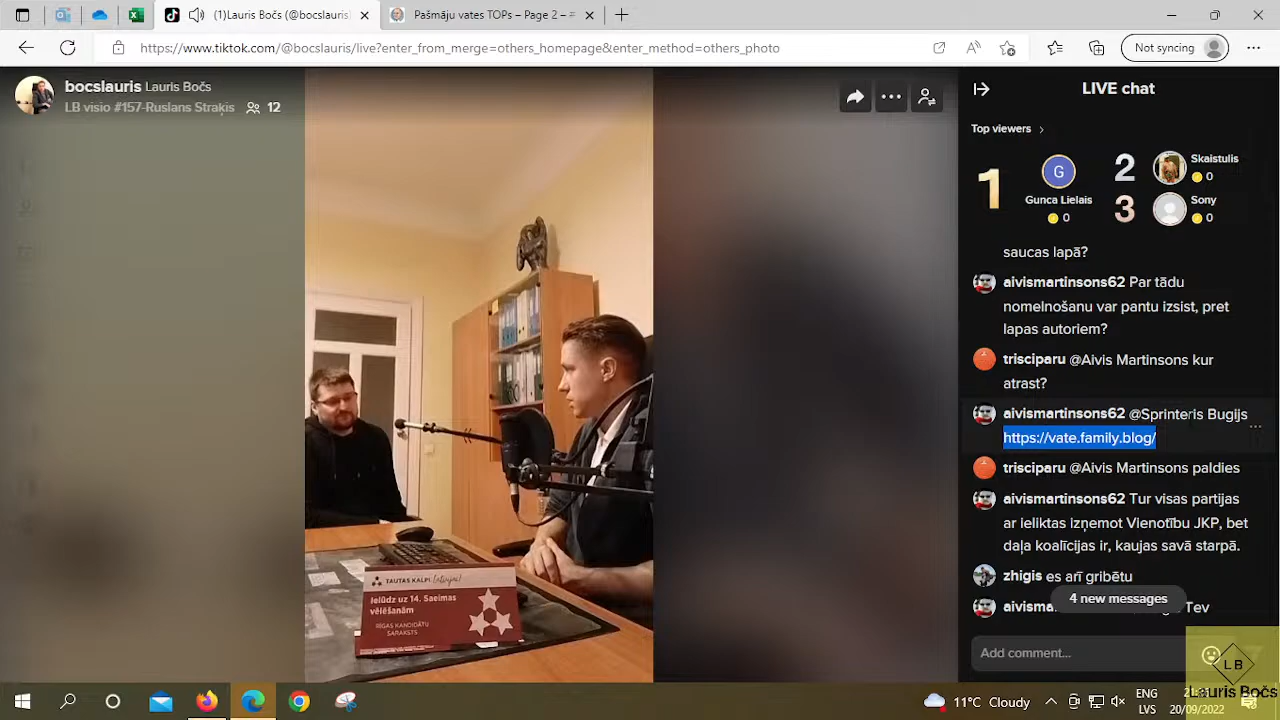 (1)Lauris Bočs (@bocslauris)
Pašmāju vates TOPs – Page 2 –
https://www.tiktok.com/@bocslauris/live?enter_from_merge=others_homepage&enter_method=others_photo
Not syncing
bocslauris Lauris Bočs
LB visio #157-Ruslans Straķis 12
LIVE chat
Top viewers
1
G
Gunca Lielais
0
2
Skaistulis
0
3
Sony
0
saucas lapā?
aivismartinsons62 Par tādu
nomelnošanu var pantu izsist, pret
lapas autoriem?
trisciparu @Aivis Martinsons kur
atrast?
aivismartinsons62 @Sprinteris Bugijs
https://vate.family.blog/
trisciparu @Aivis Martinsons paldies
aivismartinsons62 Tur visas partijas
ar ieliktas izņemot Vienotību JKP, bet
daļa koalīcijas ir, kaujas savā starpā.
zhigis es arī gribētu
4 new messages
Tev
Add comment...
TAUTAS KALPI Latvijai!
Ielūdz uz 14. Saeimas
vēlēšanām
RĪGAS KANDIDĀTU
SARAKSTS
LB
Lauris Bočs
11°C Cloudy
ENG
LVS
20/09/2022